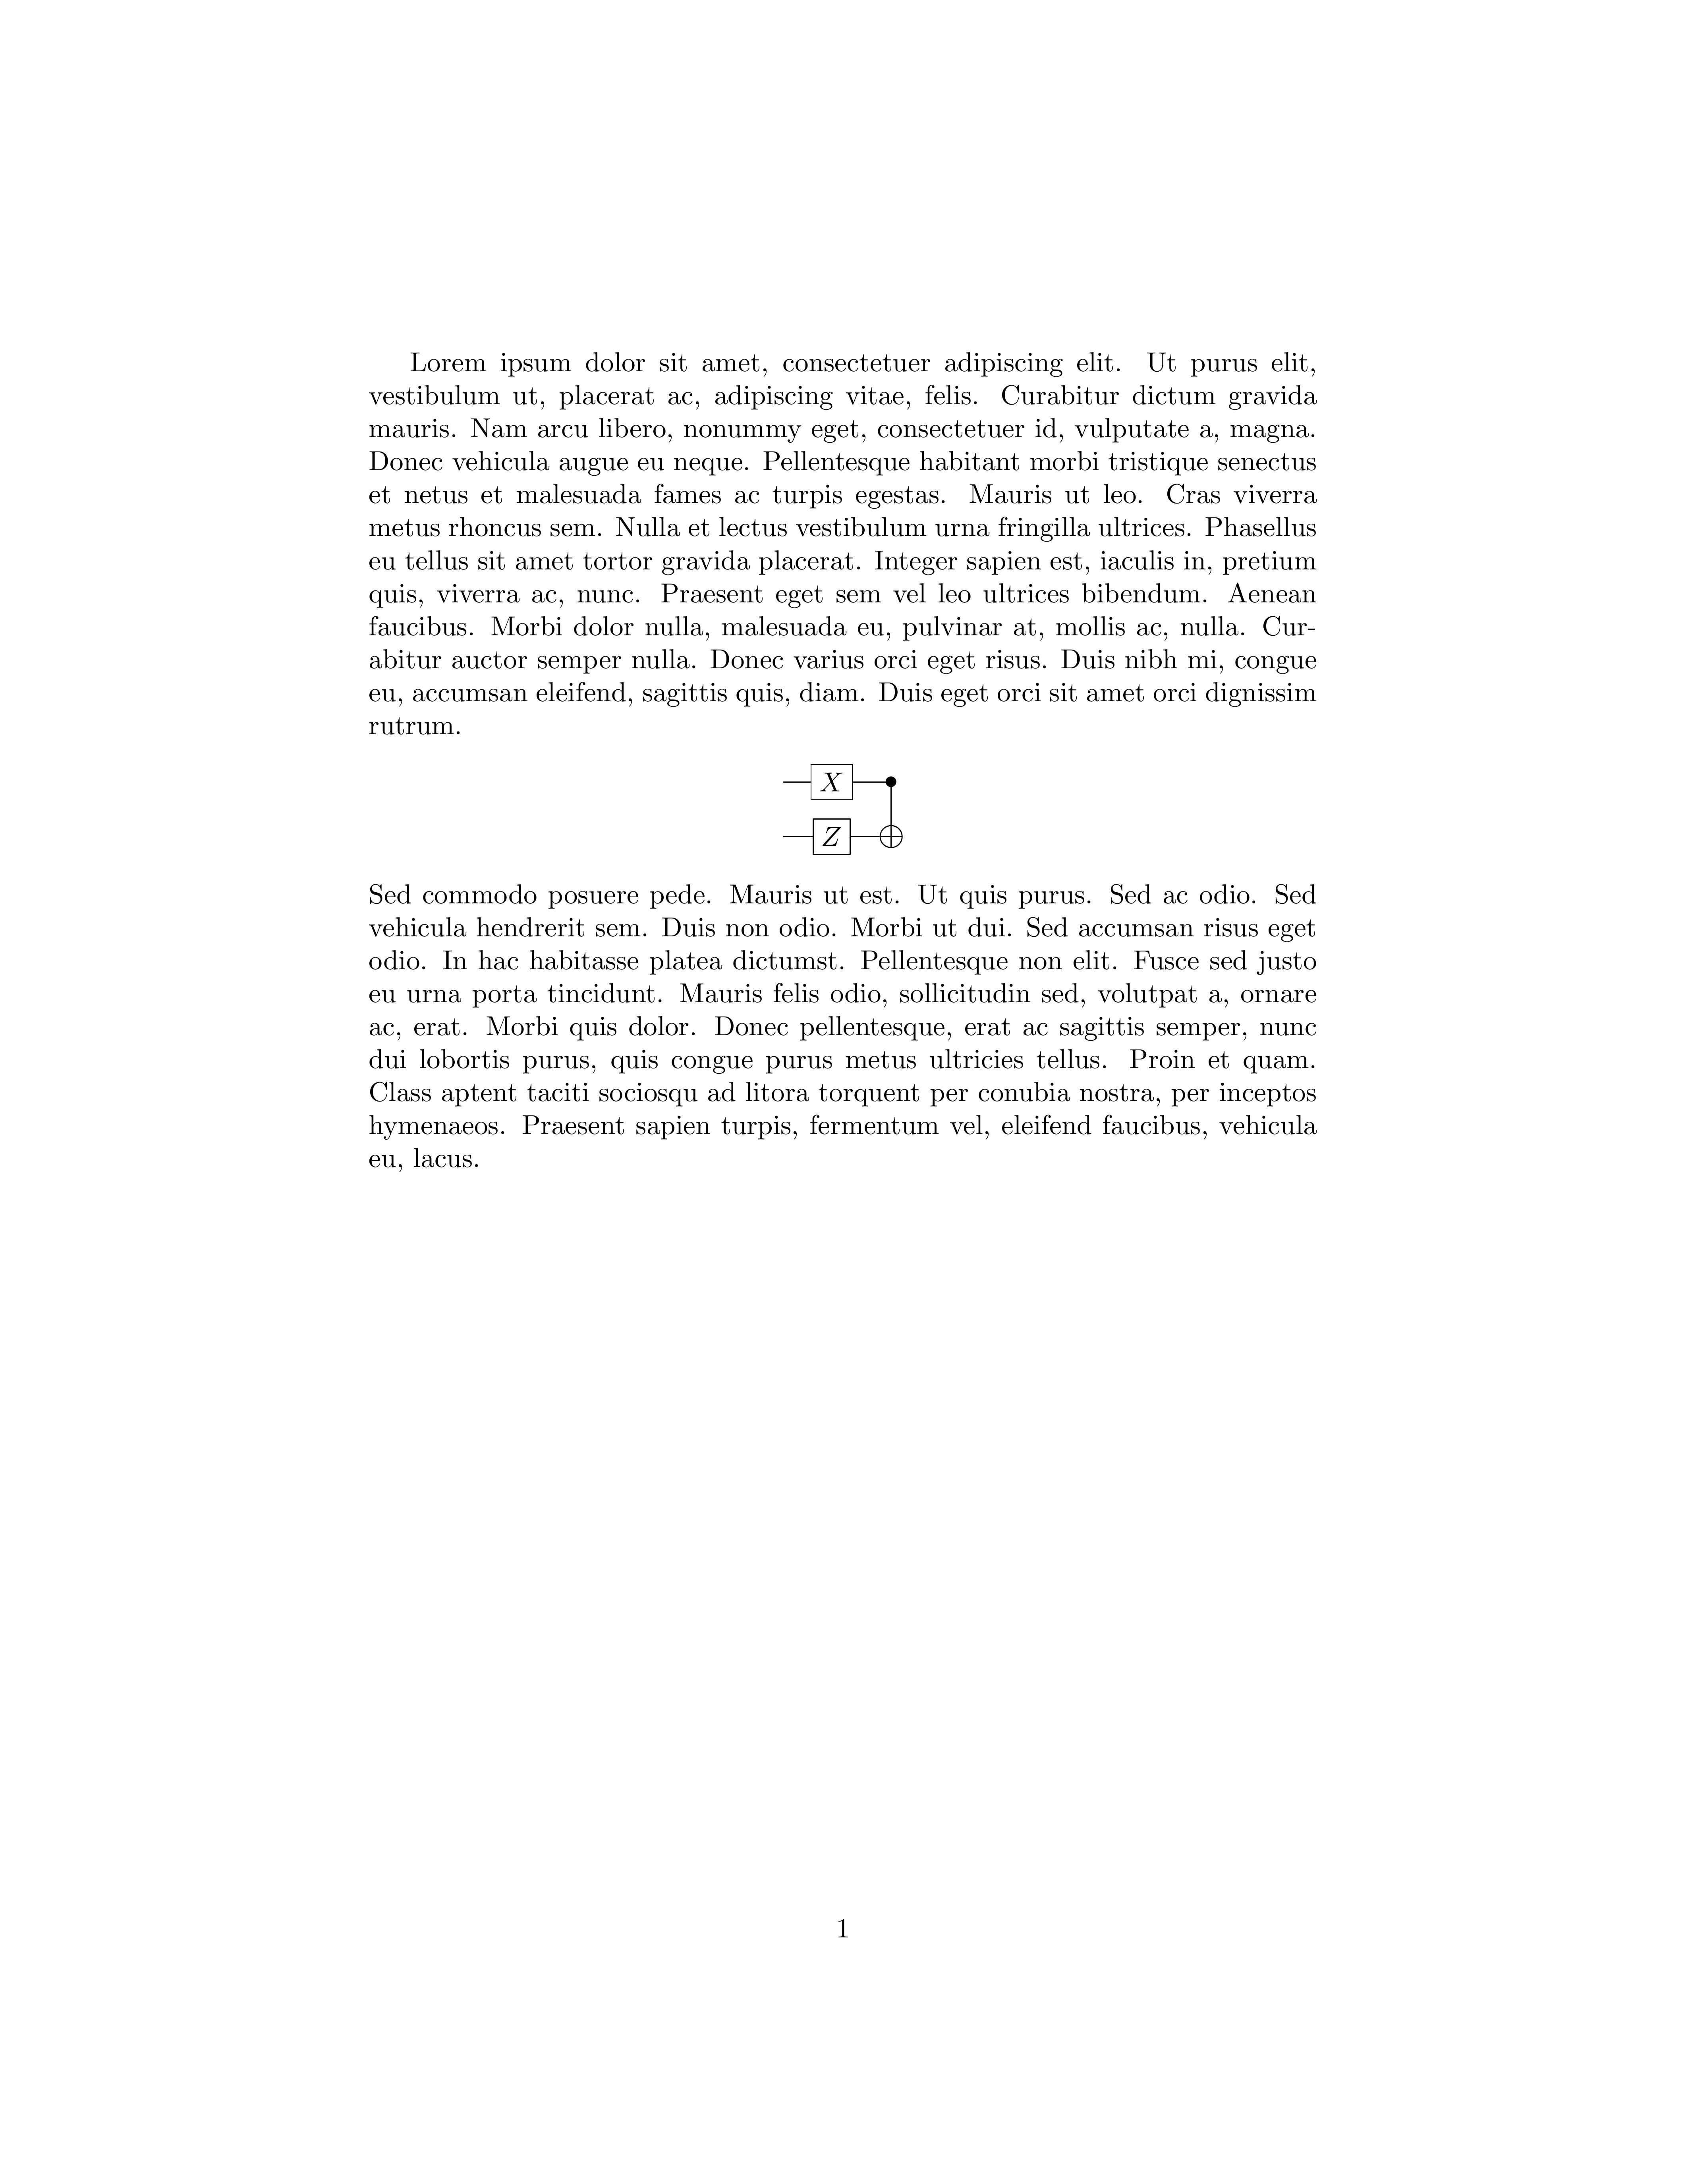 Lorem ipsum dolor sit amet, consectetuer adipiscing elit. Ut purus elit,
vestibulum ut, placerat ac, adipiscing vitae, felis. Curabitur dictum gravida
mauris. Nam arcu libero, nonummy eget, consectetuer id, vulputate a, magna.
Donec vehicula augue eu neque. Pellentesque habitant morbi tristique senectus
et netus et malesuada fames ac turpis egestas. Mauris ut leo. Cras viverra
metus rhoncus sem. Nulla et lectus vestibulum urna fringilla ultrices. Phasellus
eu tellus sit amet tortor gravida placerat. Integer sapien est, iaculis in, pretium
quis, viverra ac, nunc. Praesent eget sem vel leo ultrices bibendum. Aenean
faucibus. Morbi dolor nulla, malesuada eu, pulvinar at, mollis ac, nulla. Cur-
abitur auctor semper nulla. Donec varius orci eget risus. Duis nibh mi, congue
eu, accumsan eleifend, sagittis quis, diam. Duis eget orci sit amet orci dignissim
rutrum.
X
Z
Sed commodo posuere pede. Mauris ut est. Ut quis purus. Sed ac odio. Sed
vehicula hendrerit sem. Duis non odio. Morbi ut dui. Sed accumsan risus eget
odio. In hac habitasse platea dictumst. Pellentesque non elit. Fusce sed justo
eu urna porta tincidunt. Mauris felis odio, sollicitudin sed, volutpat a, ornare
ac, erat. Morbi quis dolor. Donec pellentesque, erat ac sagittis semper, nunc
dui lobortis purus, quis congue purus metus ultricies tellus. Proin et quam.
Class aptent taciti sociosqu ad litora torquent per conubia nostra, per inceptos
hymenaeos. Praesent sapien turpis, fermentum vel, eleifend faucibus, vehicula
eu, lacus.
1